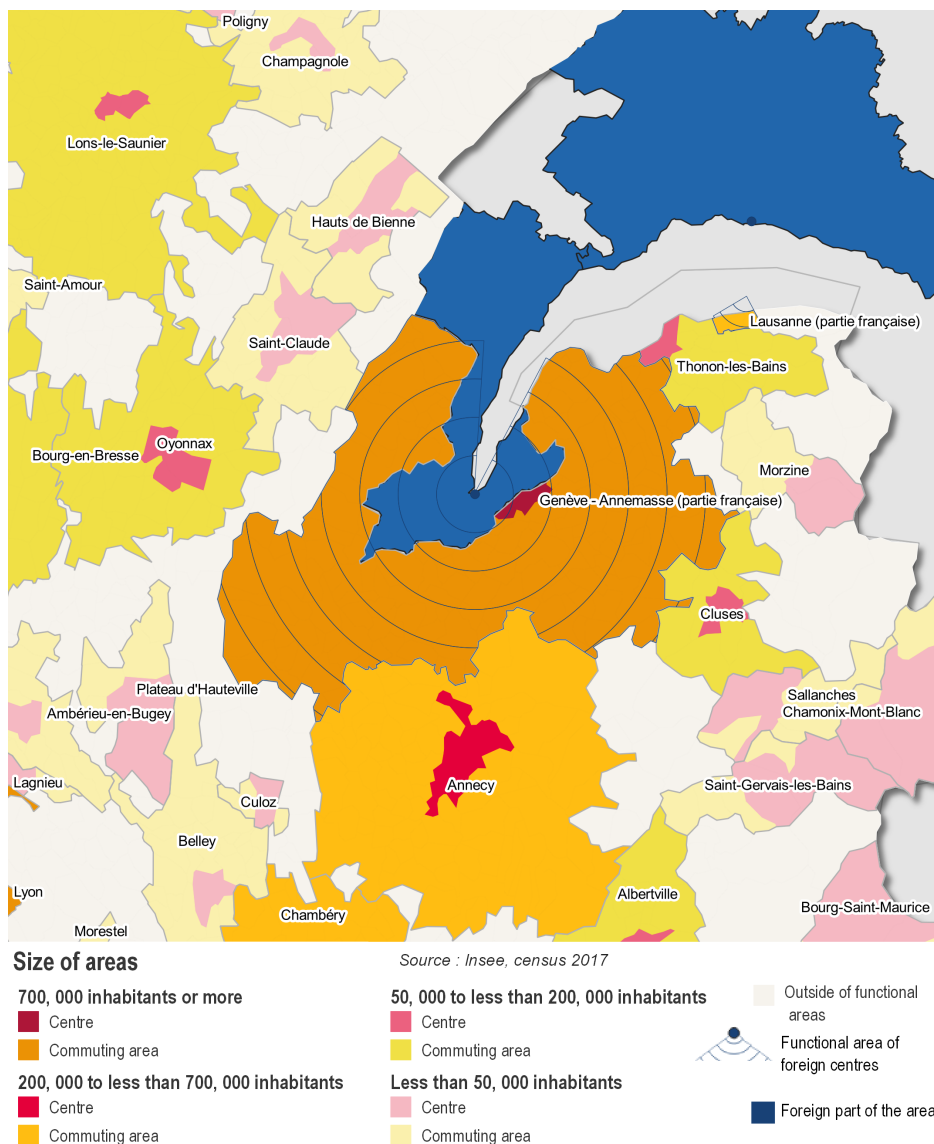 Poligny
Champagnole
Lons-le-Saunier
Hauts de Bienne
Saint-Amour
Lausanne (partie française)
Saint-Claude
Thonon-les-Bains
Oyonnax
Bourg-en-Bresse
Morzine
Genève - Annemasse (partie française)
Cluses
Plateau d'Hauteville
Sallanches
Ambérieu-en-Bugey
Chamonix-Mont-Blanc
Lagnieu
Annecy
Saint-Gervais-les-Bains
Culoz
Belley
Lyon
Albertville
Chambéry
Bourg-Saint-Maurice
Morestel
Size of areas
Source : Insee, census 2017
700, 000 inhabitants or more
Centre
Commuting area
200, 000 to less than 700, 000 inhabitants
Centre
Commuting area
50, 000 to less than 200, 000 inhabitants
Centre
Commuting area
Less than 50, 000 inhabitants
Centre
Commuting area
Outside of functional
areas
Functional area of
foreign centres
Foreign part of the area